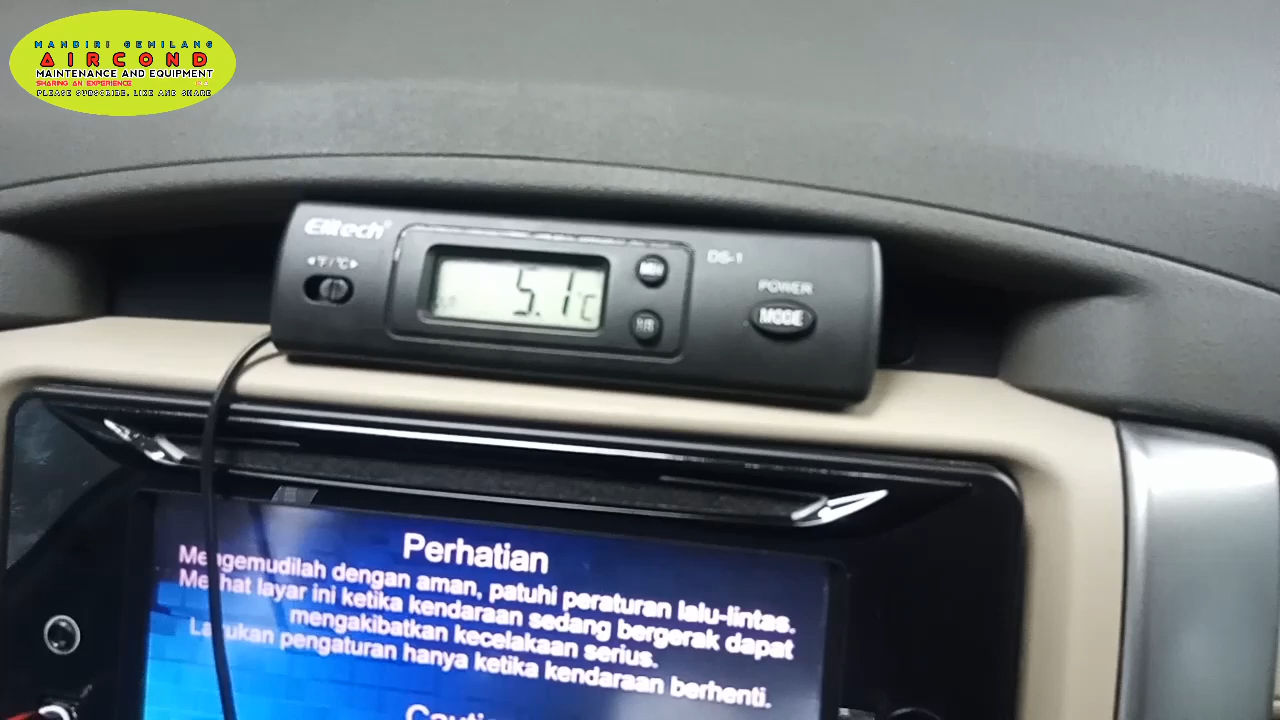 MANDIRI GEMILANG
AIRCOND
MAINTENANCE AND EQUIPMENT
SHARING AN EXPERIENCE
PLEASE SUBSCRIBE, LIKE AND SHARE
Elitech
DS-1
◄°F/°C►
5.1°C
POWER
MODE
Perhatian
Mengemudilah dengan aman, patuhi peraturan lalu-lintas.
Melihat layar ini ketika kendaraan sedang bergerak dapat
mengakibatkan kecelakaan serius.
Lakukan pengaturan hanya ketika kendaraan berhenti.